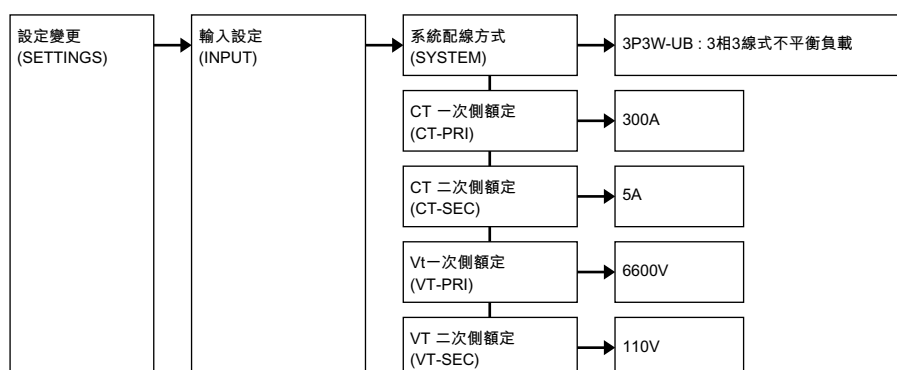 設定變更
(SETTINGS)
輸入設定
(INPUT)
系統配線方式
(SYSTEM)
3P3W-UB : 3相3線式不平衡負載
CT 一次側額定
(CT-PRI)
300A
CT 二次側額定
(CT-SEC)
5A
Vt一次側額定
(VT-PRI)
6600V
VT 二次側額定
(VT-SEC)
110V